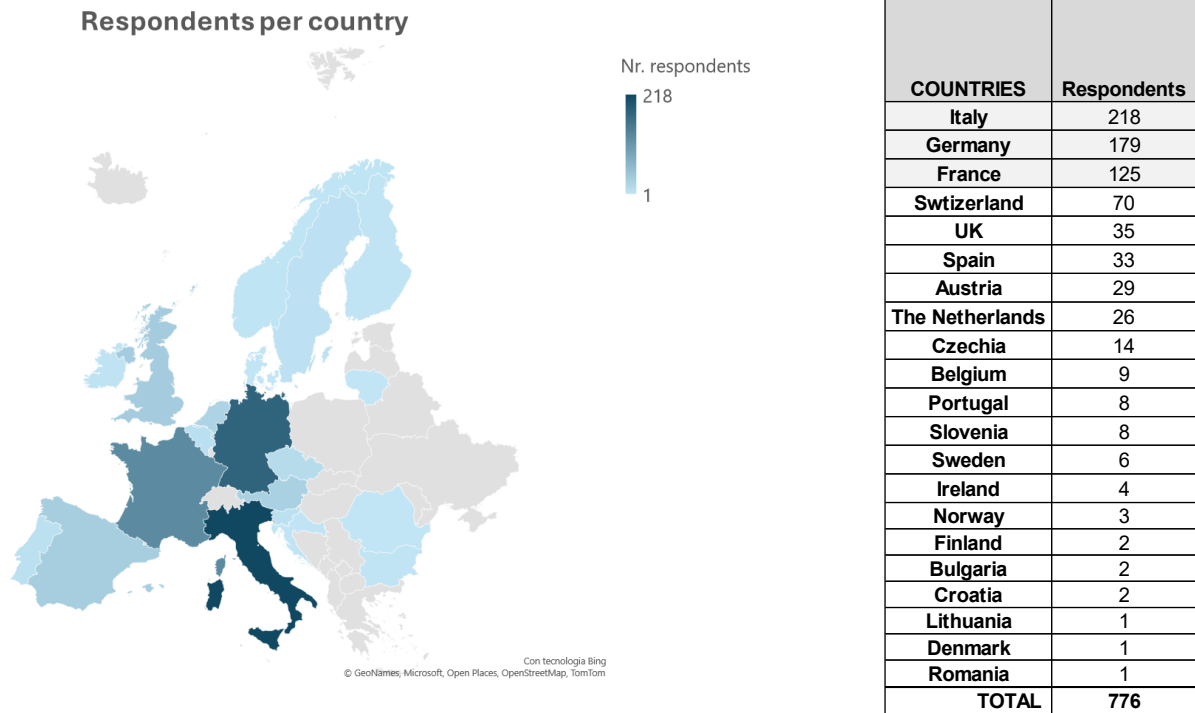 Respondents per country
Nr. respondents
218
1
Con tecnologia Bing
© GeoNames, Microsoft, Open Places, OpenStreetMap, TomTom
COUNTRIES Respondents
Italy 218
Germany 179
France 125
Swtizerland 70
UK 35
Spain 33
Austria 29
The Netherlands 26
Czechia 14
Belgium 9
Portugal 8
Slovenia 8
Sweden 6
Ireland 4
Norway 3
Finland 2
Bulgaria 2
Croatia 2
Lithuania 1
Denmark 1
Romania 1
TOTAL 776